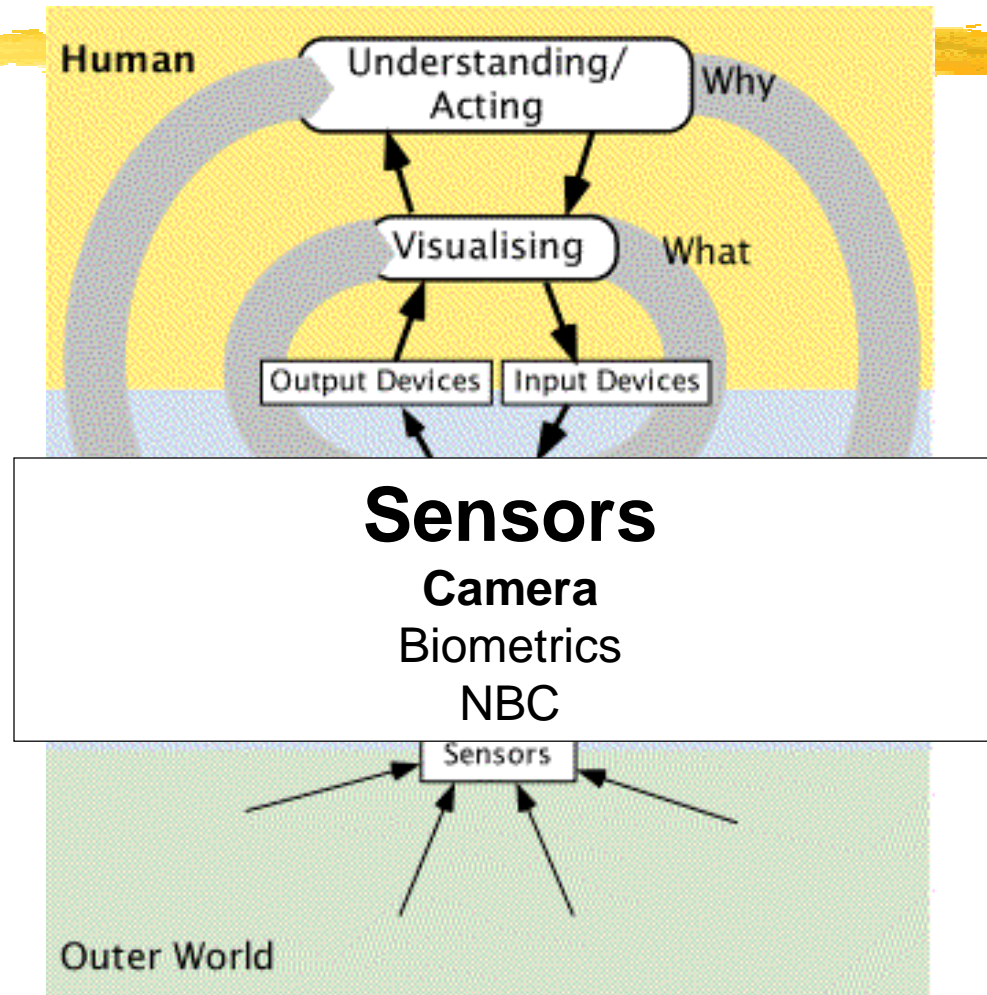 Human
Understanding/
Acting
Why
Visualising
What
Output Devices
Input Devices
Sensors
Camera
Biometrics
NBC
Sensors
Outer World